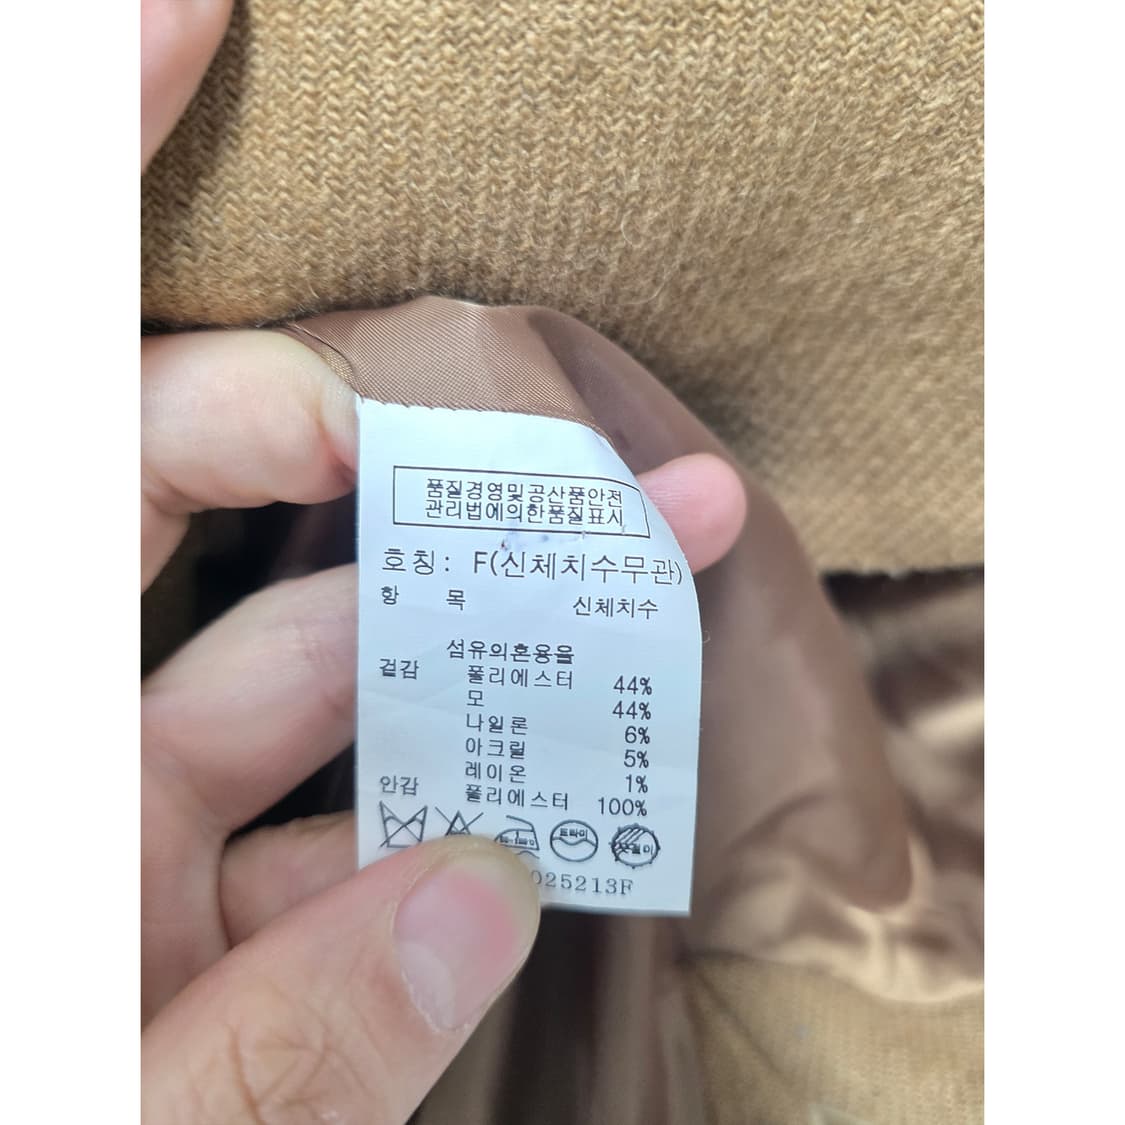 품질경영및공산품안전
관리법에의한품질표시
호칭: F(신체치수무관)
항 목 신체치수
섬유의혼용율
겉감 폴리에스터 44%
모 44%
나일론 6%
아크릴 5%
레이온 1%
안감 폴리에스터 100%
드라이
025213F